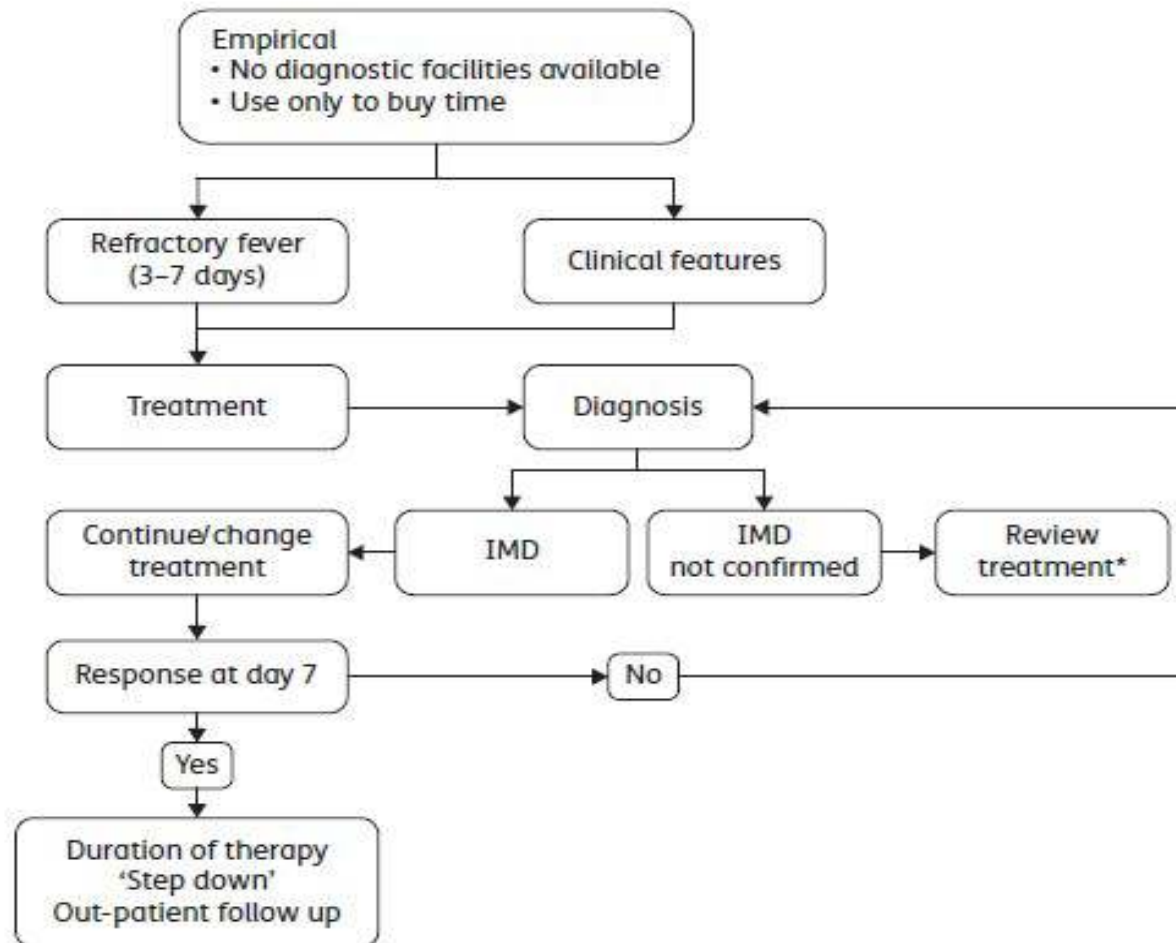 Empirical
• No diagnostic facilities available
• Use only to buy time
Refractory fever
(3–7 days)
Clinical features
Treatment
Diagnosis
Continue/change
treatment
IMD
IMD
not confirmed
Review
treatment*
Response at day 7
No
Yes
Duration of therapy
‘Step down’
Out-patient follow up